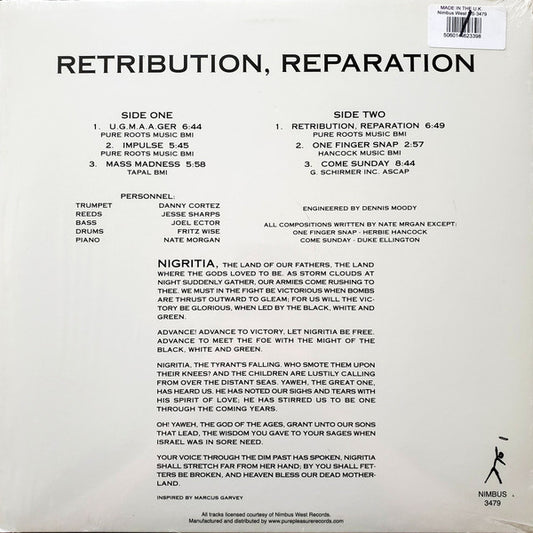 MADE IN THE U.K
Nimbus West NS 3479
RETRIBUTION, REPARATION
SIDE ONE
1. U.G.M.A.A.GER 6:44
PURE ROOTS MUSIC BMI
2. IMPULSE 5:45
PURE ROOTS MUSIC BMI
3. MASS MADNESS 5:58
TAPAL BMI
SIDE TWO
1. RETRIBUTION, REPARATION 6:49
PURE ROOTS MUSIC BMI
2. ONE FINGER SNAP 2:57
HANCOCK MUSIC BMI
3. COME SUNDAY 8:44
G. SCHIRMER INC. ASCAP
PERSONNEL:
TRUMPET DANNY CORTEZ
REEDS JESSE SHARPS
BASS JOEL ECTOR
DRUMS FRITZ WISE
PIANO NATE MORGAN
ENGINEERED BY DENNIS MOODY
ALL COMPOSITIONS WRITTEN BY NATE MRGAN EXCEPT:
ONE FINGER SNAP - HERBIE HANCOCK
COME SUNDAY - DUKE ELLINGTON
NIGRITIA, THE LAND OF OUR FATHERS, THE LAND
WHERE THE GODS LOVED TO BE. AS STORM CLOUDS AT
NIGHT SUDDENLY GATHER, OUR ARMIES COME RUSHING TO
THEE. WE MUST IN THE FIGHT BE VICTORIOUS WHEN BOMBS
ARE THRUST OUTWARD TO GLEAM; FOR US WILL THE VIC-
TORY BE GLORIOUS, WHEN LED BY THE BLACK, WHITE AND
GREEN.
ADVANCE! ADVANCE TO VICTORY, LET NIGRITIA BE FREE.
ADVANCE TO MEET THE FOE WITH THE MIGHT OF THE
BLACK, WHITE AND GREEN.
NIGRITIA, THE TYRANT'S FALLING. WHO SMOTE THEM UPON
THEIR KNEES? AND THE CHILDREN ARE LUSTILY CALLING
FROM OVER THE DISTANT SEAS. YAWEH, THE GREAT ONE,
HAS HEARD US. HE HAS NOTED OUR SIGHS AND TEARS WITH
HIS SPIRIT OF LOVE; HE HAS STIRRED US TO BE ONE
THROUGH THE COMING YEARS.
OH! YAWEH, THE GOD OF THE AGES, GRANT UNTO OUR SONS
THAT LEAD, THE WISDOM YOU GAVE TO YOUR SAGES WHEN
ISRAEL WAS IN SORE NEED.
YOUR VOICE THROUGH THE DIM PAST HAS SPOKEN, NIGRITIA
SHALL STRETCH FAR FROM HER HAND; BY YOU SHALL FET-
TERS BE BROKEN, AND HEAVEN BLESS OUR DEAD MOTHER-
LAND.
INSPIRED BY MARCUS GARVEY
NIMBUS
3479
All tracks licensed courtesy of Nimbus West Records.
Manufactured and distributed by www.purepleasurerecords.com